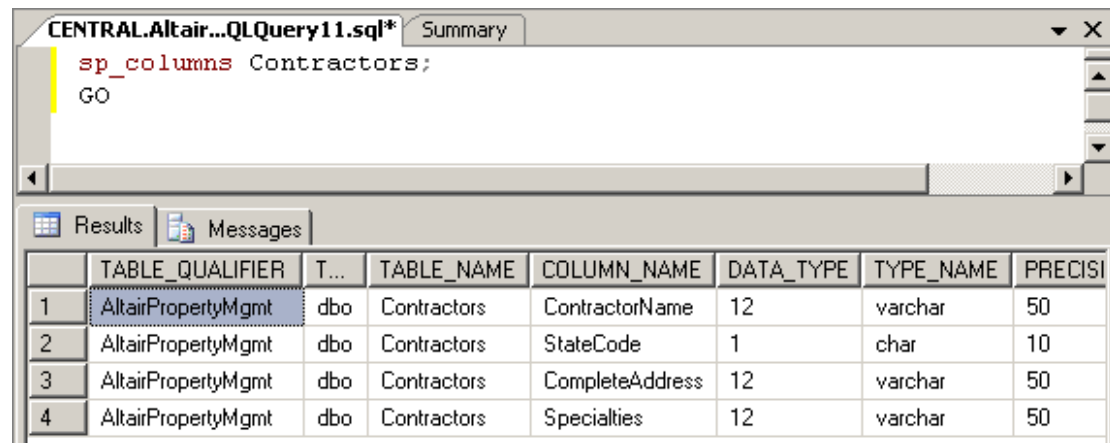 CENTRAL.Altair...QLQuery11.sql* Summary
sp_columns Contractors;
GO
Results Messages
TABLE_QUALIFIER T... TABLE_NAME COLUMN_NAME DATA_TYPE TYPE_NAME PRECISI
1 AltairPropertyMgmt dbo Contractors ContractorName 12 varchar 50
2 AltairPropertyMgmt dbo Contractors StateCode 1 char 10
3 AltairPropertyMgmt dbo Contractors CompleteAddress 12 varchar 50
4 AltairPropertyMgmt dbo Contractors Specialties 12 varchar 50